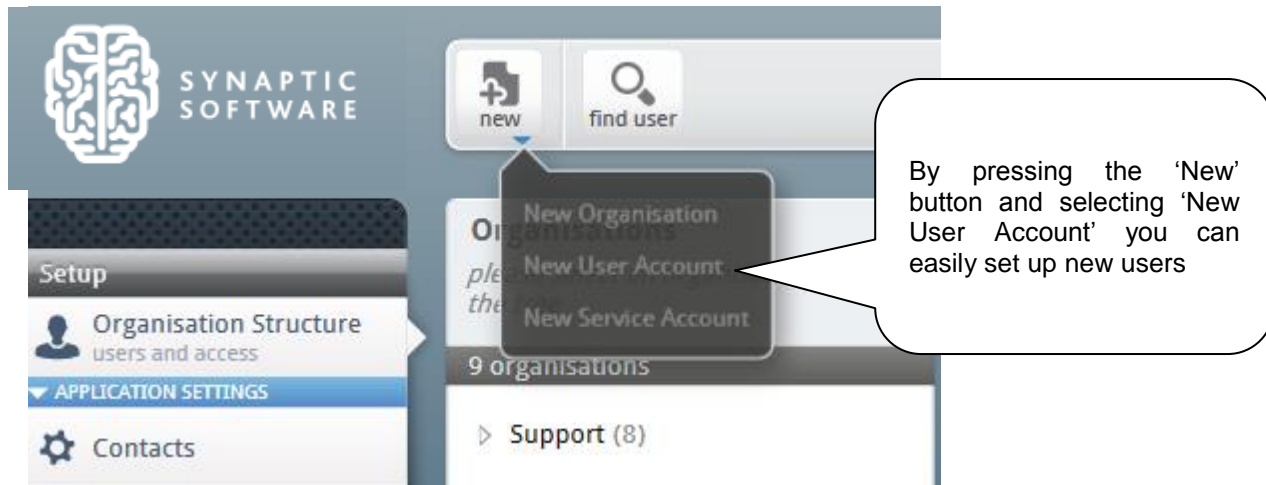 SYNAPTIC
SOFTWARE
new
find user
New Organisation
New User Account
New Service Account
By pressing the ‘New’
button and selecting ‘New
User Account’ you can
easily set up new users
Setup
Organisation Structure
users and access
APPLICATION SETTINGS
Contacts
Organisations
the
9 organisations
Support (8)